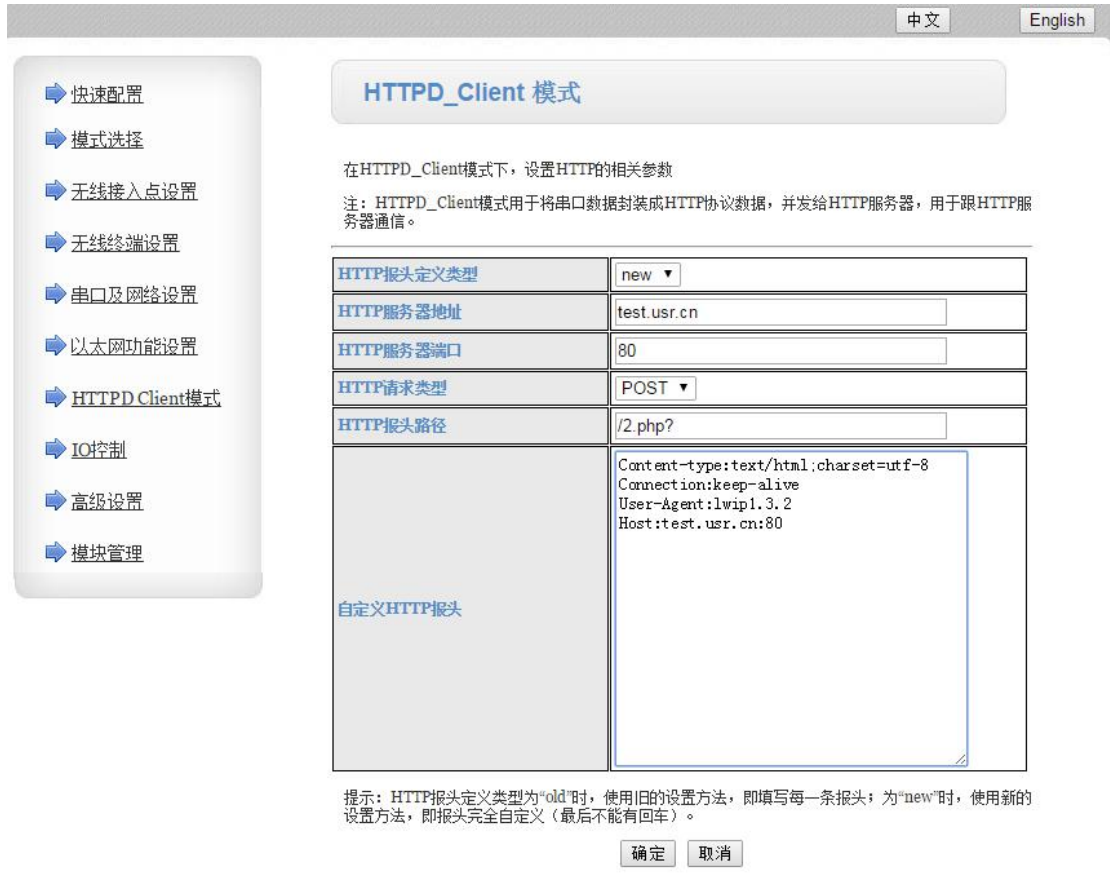 中文 English
快速配置
模式选择
无线接入点设置
无线终端设置
串口及网络设置
以太网功能设置
HTTPD Client模式
IO控制
高级设置
模块管理
HTTPD_Client 模式
在HTTPD_Client模式下，设置HTTP的相关参数
注：HTTPD_Client模式用于将串口数据封装成HTTP协议数据，并发给HTTP服务器，用于跟HTTP服
务器通信。
HTTP报头定义类型 new
HTTP服务器地址 test.usr.cn
HTTP服务器端口 80
HTTP请求类型 POST
HTTP报头路径 /2.php?
自定义HTTP报头
Content-type:text/html;charset=utf-8
Connection:keep-alive
User-Agent:lwip1.3.2
Host:test.usr.cn:80
提示：HTTP报头定义类型为“old”时，使用旧的设置方法，即填写每一条报头；为“new”时，使用新的
设置方法，即报头完全自定义（最后不能有回车）。
确定 取消